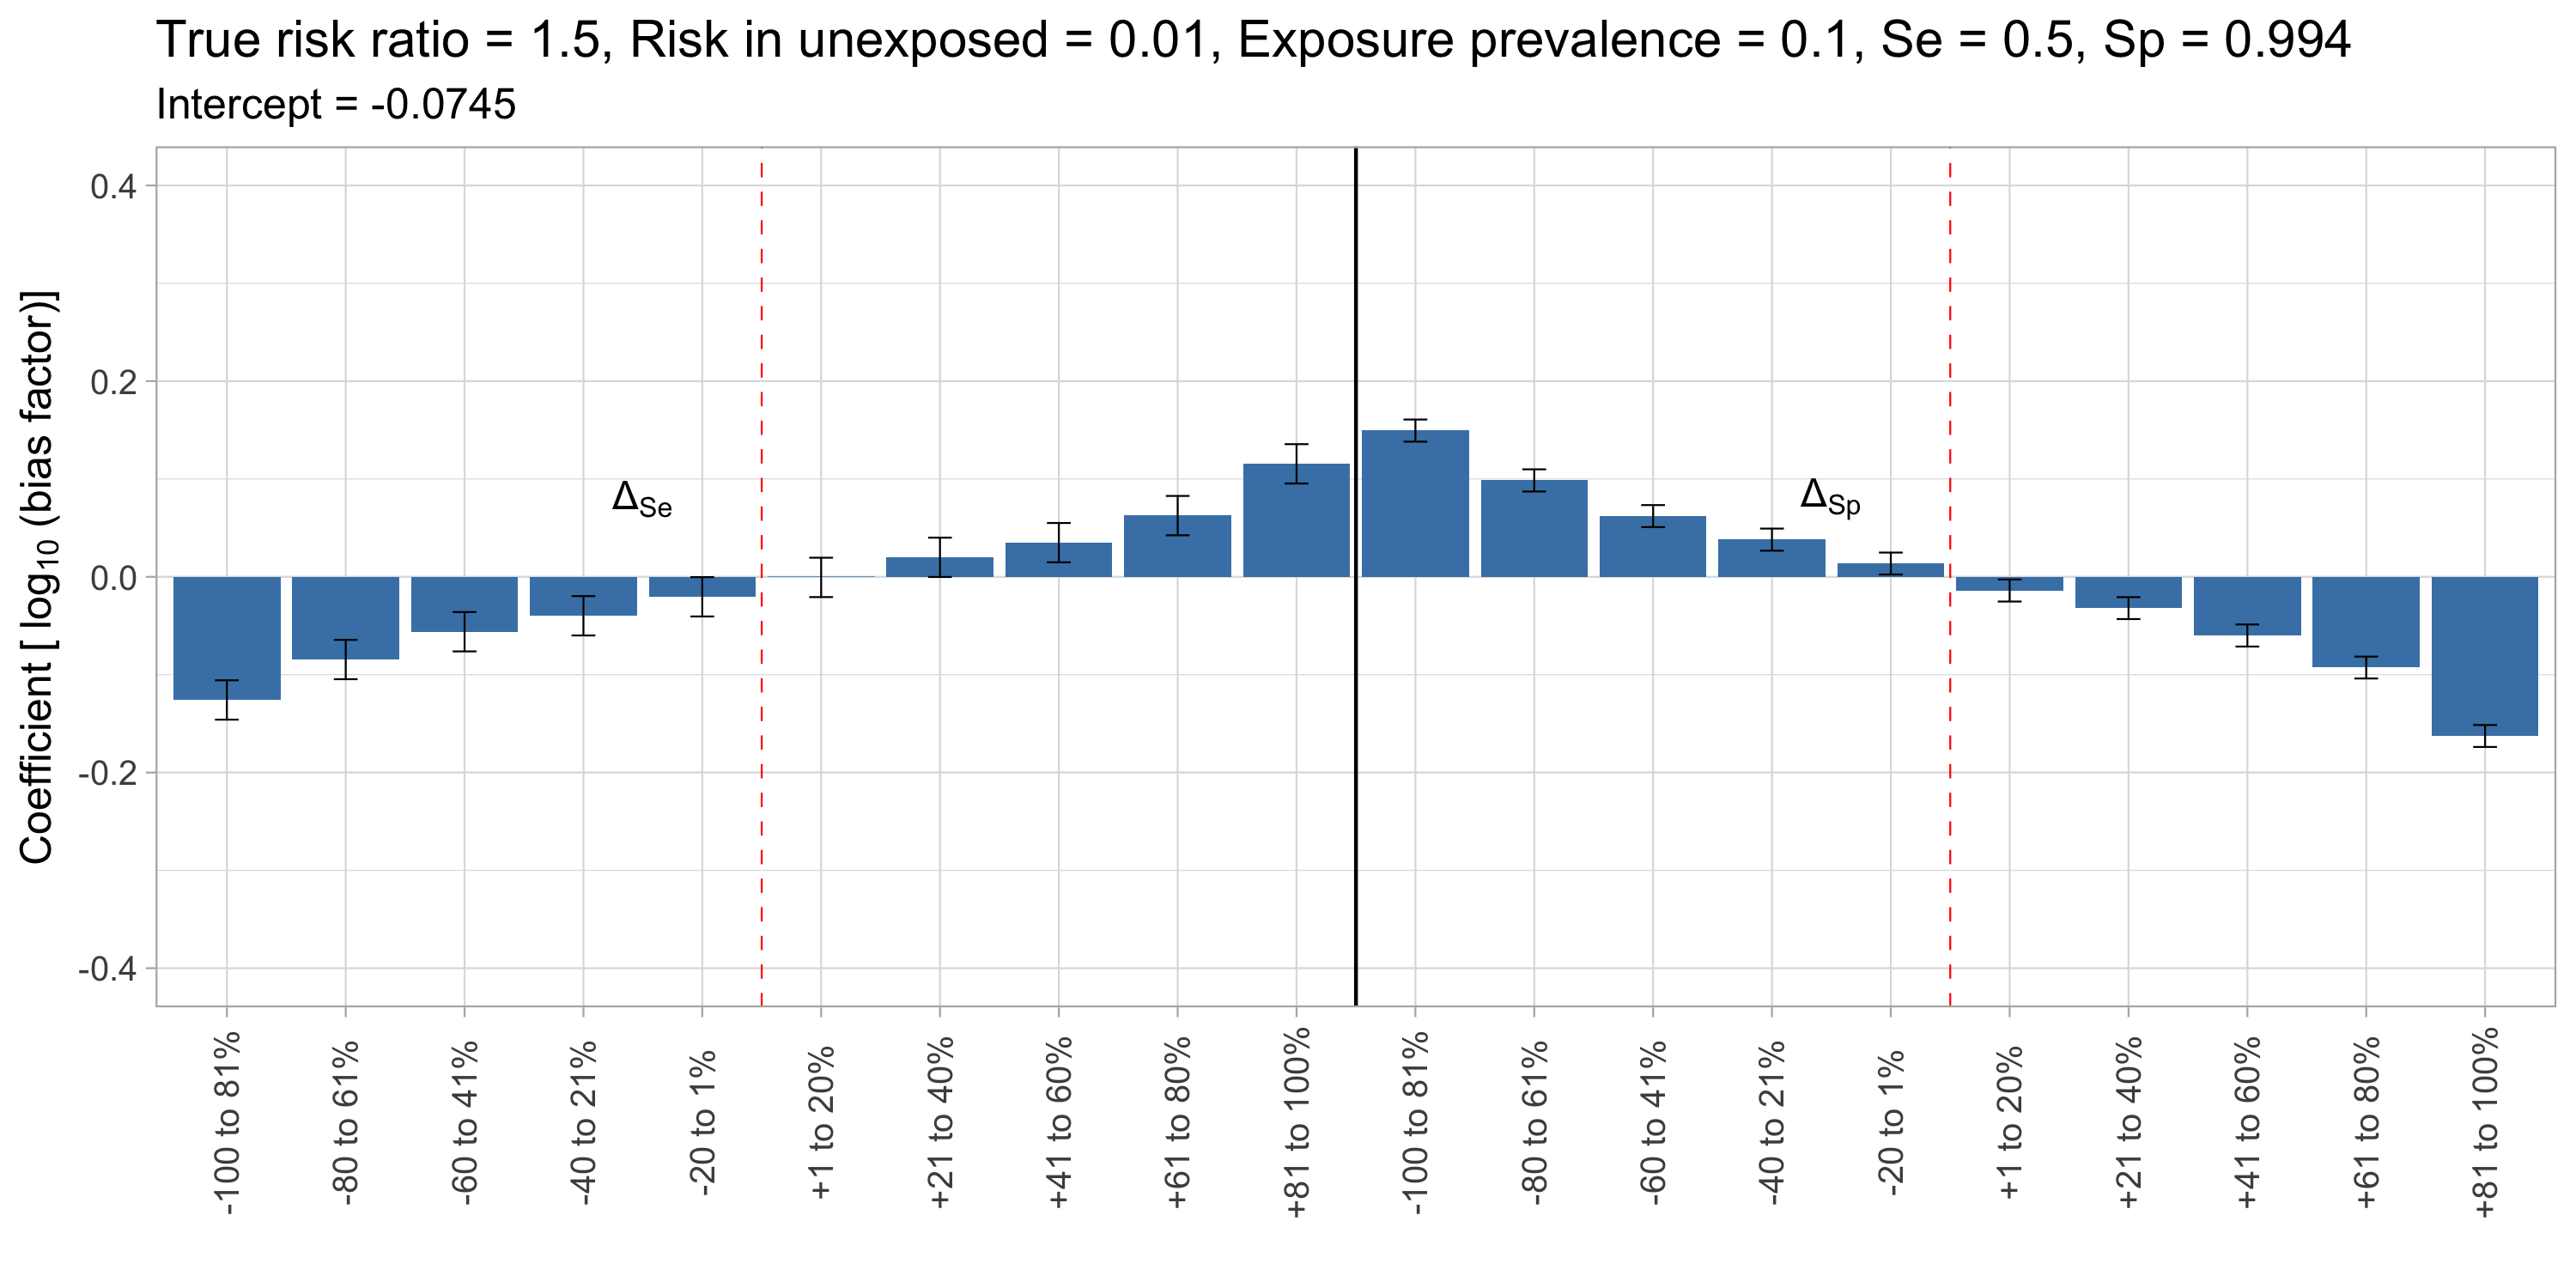 True risk ratio = 1.5, Risk in unexposed = 0.01, Exposure prevalence = 0.1, Se = 0.5, Sp = 0.994
Intercept = -0.0745
Coefficient [ log10 (bias factor)]
0.4
0.2
0.0
-0.2
-0.4
ΔSe
ΔSp
-100 to 81%
-80 to 61%
-60 to 41%
-40 to 21%
-20 to 1%
+1 to 20%
+21 to 40%
+41 to 60%
+61 to 80%
+81 to 100%
-100 to 81%
-80 to 61%
-60 to 41%
-40 to 21%
-20 to 1%
+1 to 20%
+21 to 40%
+41 to 60%
+61 to 80%
+81 to 100%